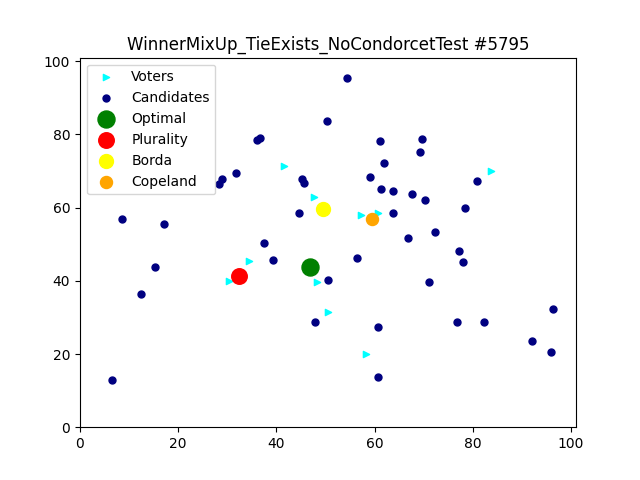 WinnerMixUp_TieExists_NoCondorcetTest #5795
100
80
60
40
20
0
0 20 40 60 80 100
Voters
Candidates
Optimal
Plurality
Borda
Copeland